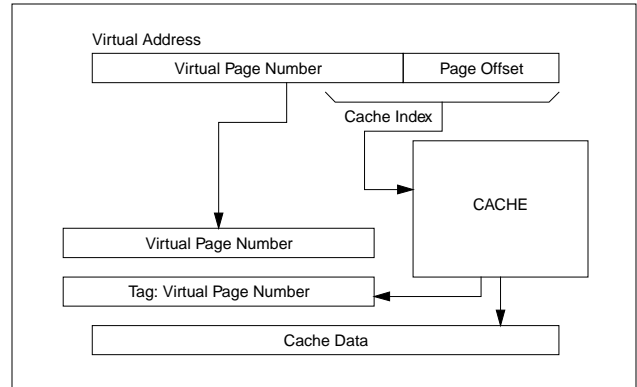 Virtual Address
Virtual Page Number Page Offset
Cache Index
CACHE
Virtual Page Number
Tag: Virtual Page Number
Cache Data